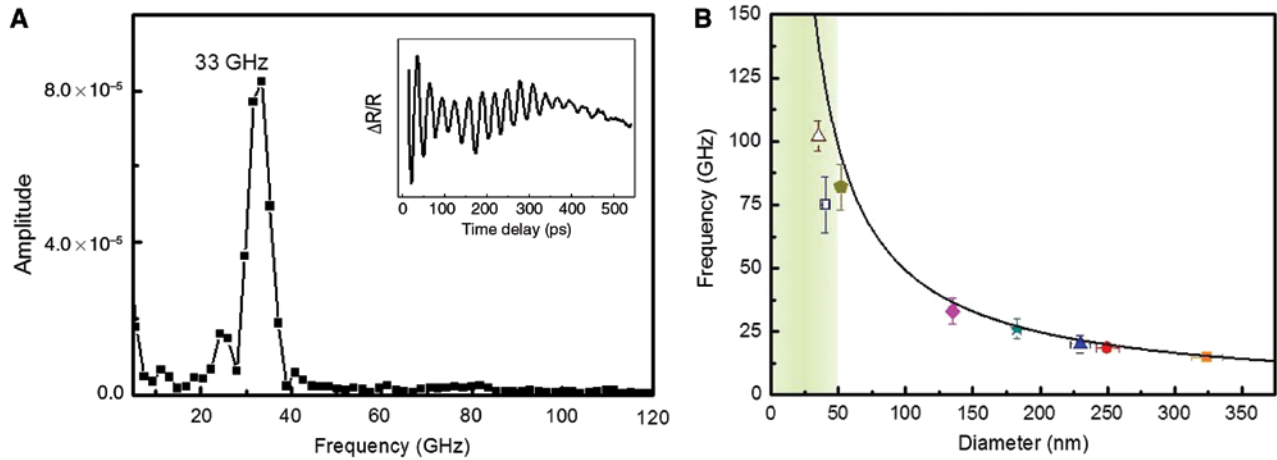 A
33 GHz
8.0 × 10⁻⁵
4.0 × 10⁻⁵
0.0
Amplitude
20 40 60 80 100 120
Frequency (GHz)
ΔR/R
0 100 200 300 400 500
Time delay (ps)
B
150
125
100
75
50
25
0
Frequency (GHz)
0 50 100 150 200 250 300 350
Diameter (nm)